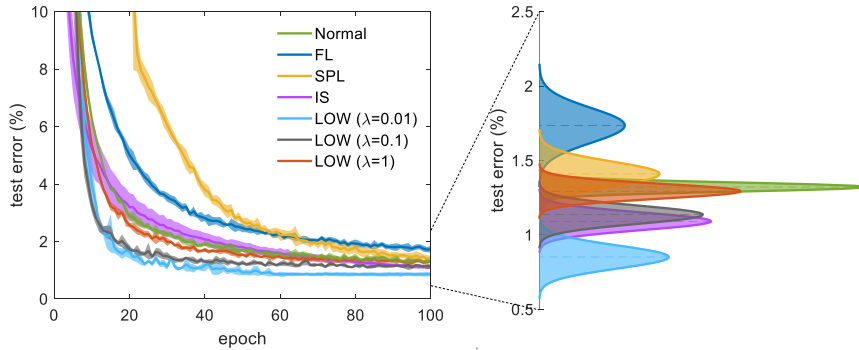 10
8
6
4
2
0
test error (%)
0
20
40
60
80
100
epoch
Normal
FL
SPL
IS
LOW (λ=0.01)
LOW (λ=0.1)
LOW (λ=1)
2.5
2
1.5
1
0.5
test error (%)